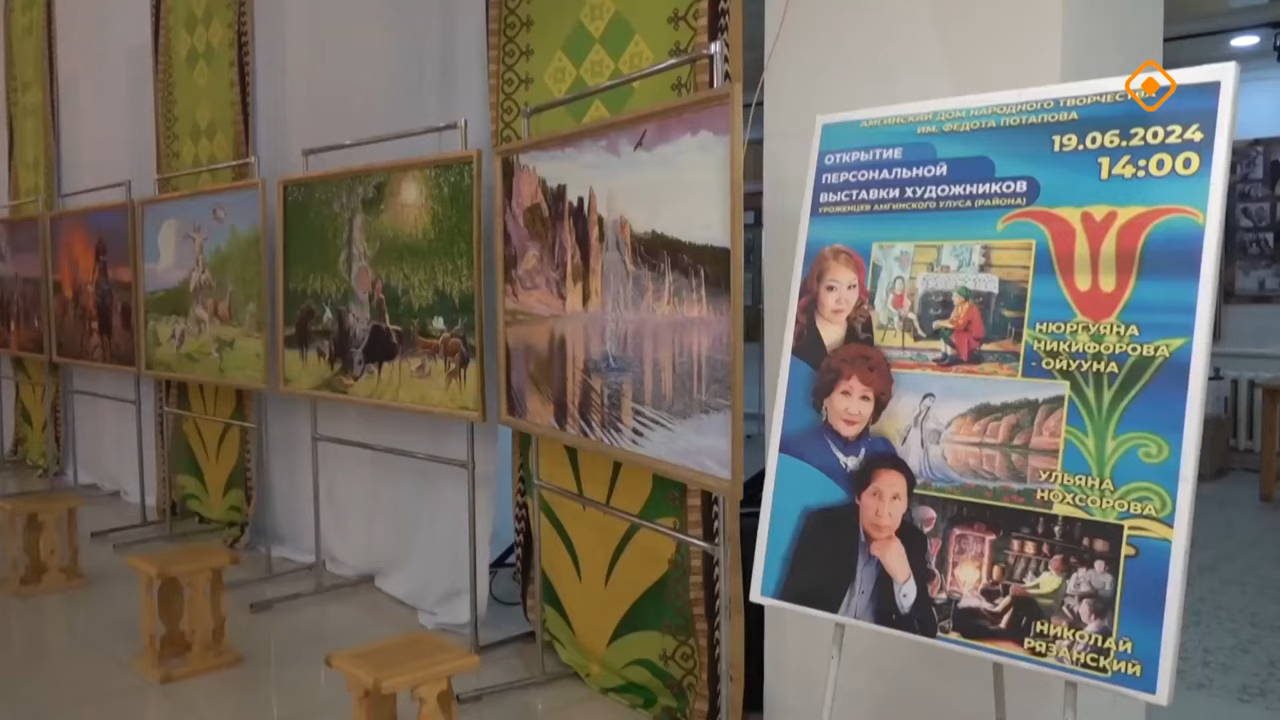 АМГИНСКИЙ ДОМ НАРОДНОГО ТВОРЧЕСТВА
ИМ. ФЕДОТА ПОТАПОВА
19.06.2024
14:00
ОТКРЫТИЕ
ПЕРСОНАЛЬНОЙ
ВЫСТАВКИ ХУДОЖНИКОВ
УРОЖЕНЦЕВ АМГИНСКОГО УЛУСА (РАЙОНА)
НЮРГУЯНА
НИКИФОРОВА
- ОЙУУНА
УЛЬЯНА
НОХСОРОВА
НИКОЛАЙ
РЯЗАНСКИЙ